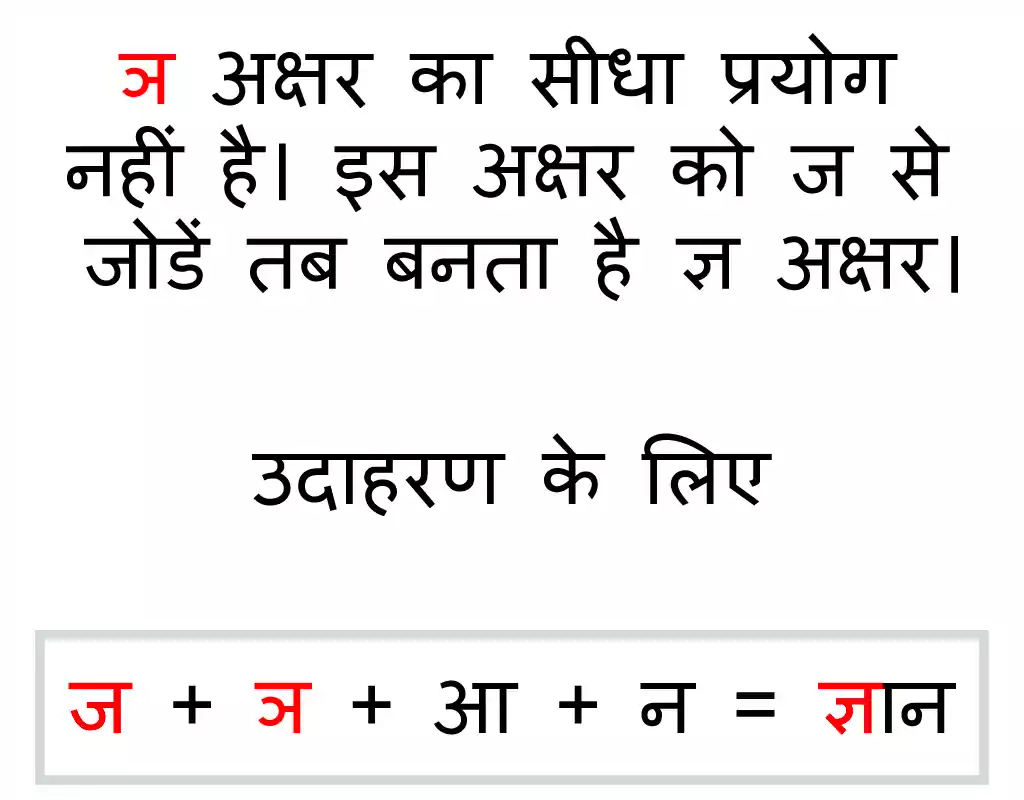 ञ अक्षर का सीधा प्रयोग
नहीं है। इस अक्षर को ज से
जोडें तब बनता है ज्ञ अक्षर।
उदाहरण के लिए
ज + ञ + आ + न = ज्ञान